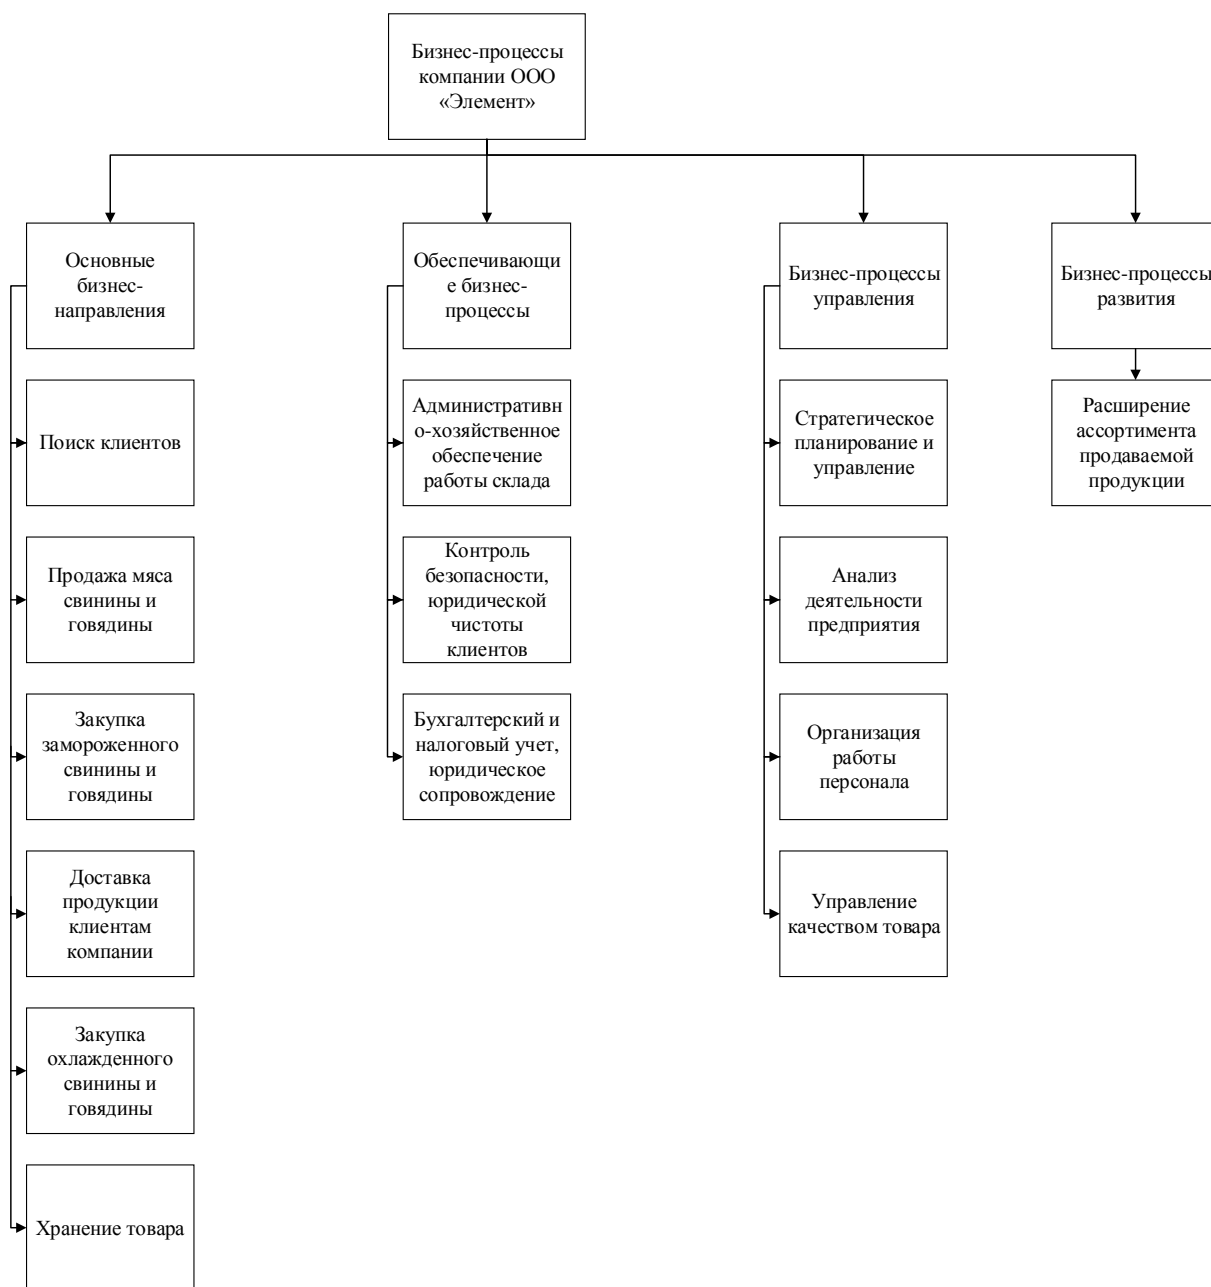 Бизнес-процессы
компании ООО
«Элемент»
Основные
бизнес-
направления
Обеспечивающи
е бизнес-
процессы
Бизнес-процессы
управления
Бизнес-процессы
развития
Поиск клиентов
Административн
о-хозяйственное
обеспечение
работы склада
Стратегическое
планирование и
управление
Расширение
ассортимента
продаваемой
продукции
Продажа мяса
свинины и
говядины
Контроль
безопасности,
юридической
чистоты
клиентов
Анализ
деятельности
предприятия
Закупка
замороженного
свинины и
говядины
Бухгалтерский и
налоговый учет,
юридическое
сопровождение
Организация
работы
персонала
Доставка
продукции
клиентам
компании
Управление
качеством товара
Закупка
охлажденного
свинины и
говядины
Хранение товара